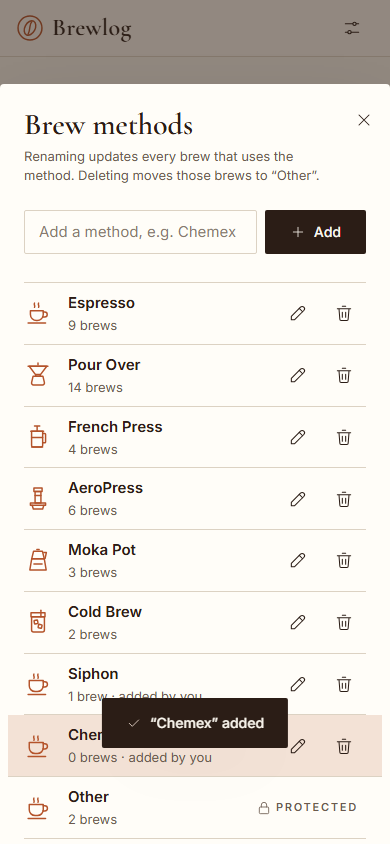 Brewlog
Brew methods
Renaming updates every brew that uses the
method. Deleting moves those brews to “Other”.
Add a method, e.g. Chemex
Add
Espresso
9 brews
Pour Over
14 brews
French Press
4 brews
AeroPress
6 brews
Moka Pot
3 brews
Cold Brew
2 brews
Siphon
1 brew · added by you
“Chemex” added
0 brews · added by you
Other
2 brews
PROTECTED